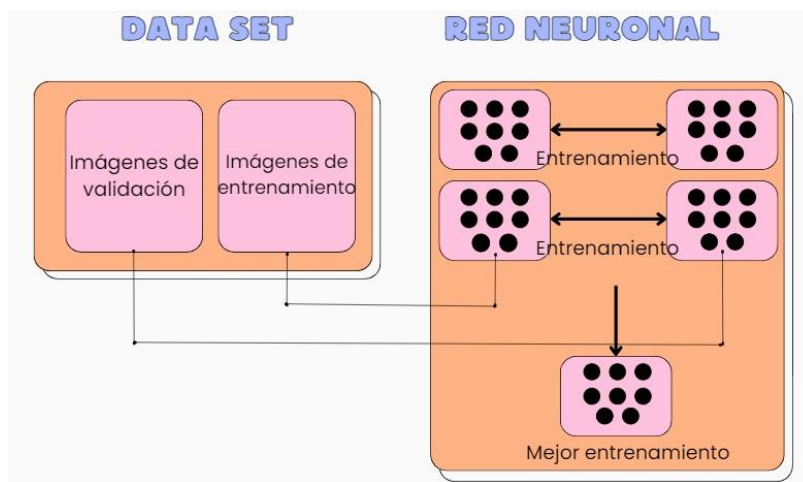 DATA SET
RED NEURONAL
Imágenes de
validación
Imágenes de
entrenamiento
Entrenamiento
Entrenamiento
Mejor entrenamiento